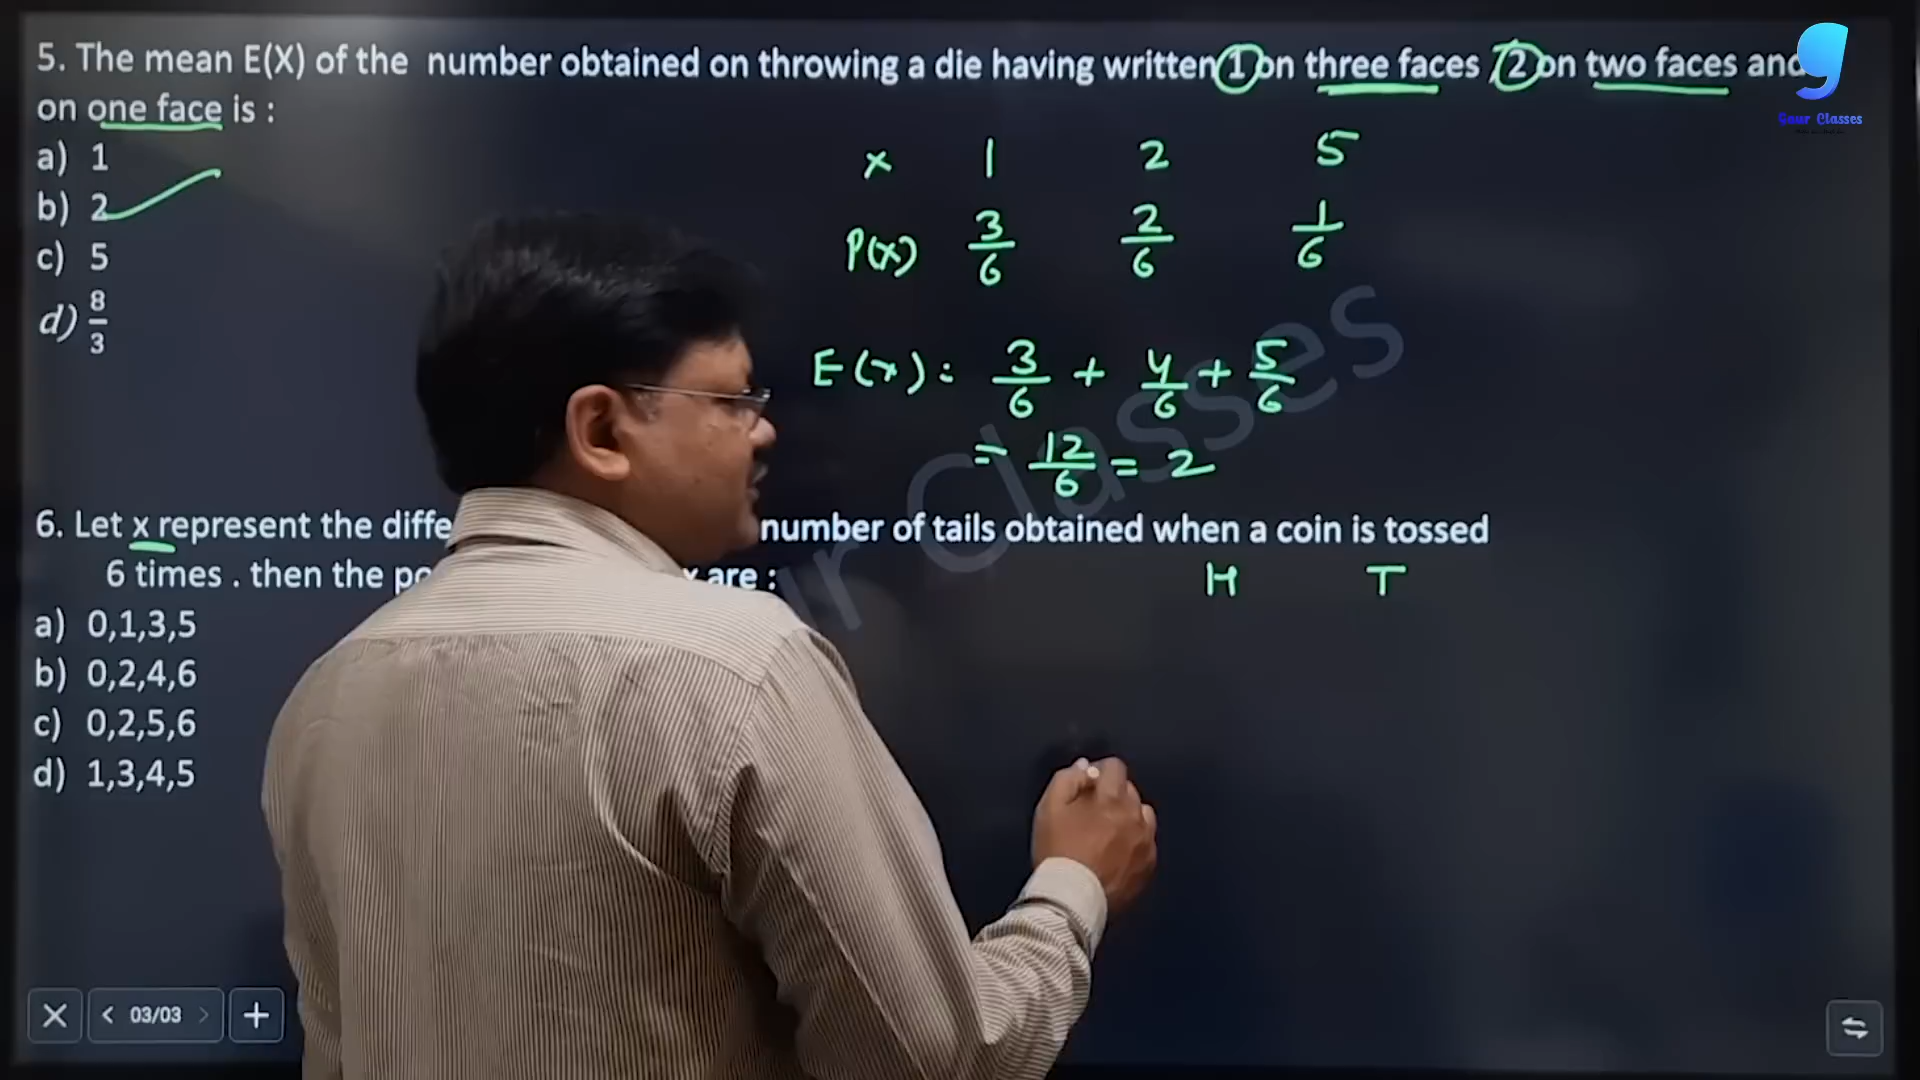 5. The mean E(X) of the number obtained on throwing a die having written 1 on three faces , 2 on two faces and
on one face is :
a) 1
b) 2
c) 5
d) 8/3
x 1 2 5
P(x) 3/6 2/6 1/6
E(x) : 3/6 + 4/6 + 5/6
= 12/6 = 2
6. Let x represent the diffe number of tails obtained when a coin is tossed
6 times . then the po are :
H T
a) 0,1,3,5
b) 0,2,4,6
c) 0,2,5,6
d) 1,3,4,5
03/03
Gour Classes
Classes